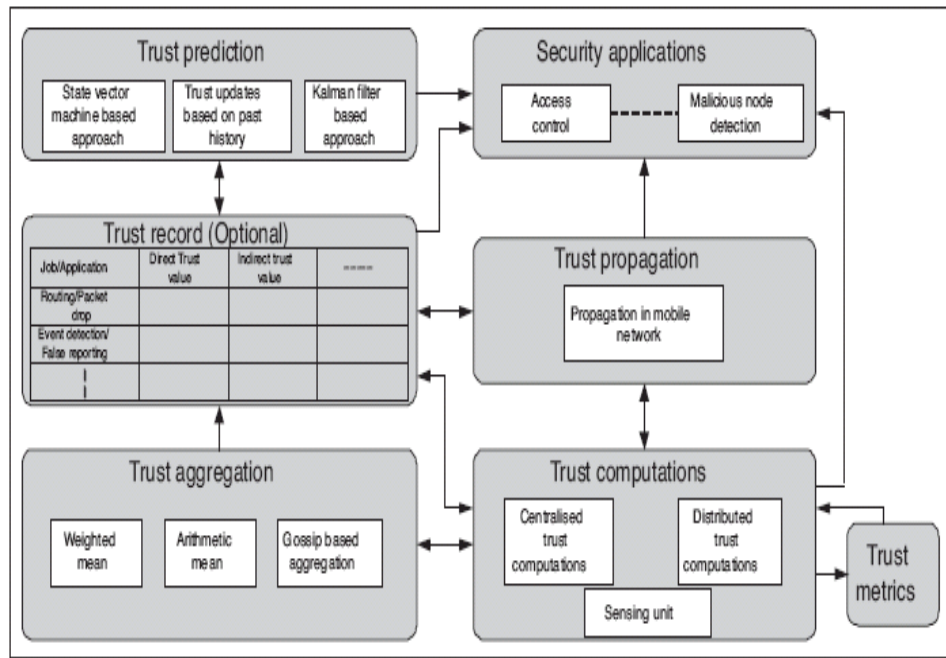 Trust prediction
State vector
machine based
approach
Trust updates
based on past
history
Kalman filter
based
approach
Security applications
Access
control
Malicious node
detection
Trust record (Optional)
Job/Application
Direct Trust
value
Indirect trust
value
Routing/Packet
drop
Event detection/
False reporting
Trust propagation
Propagation in mobile
network
Trust aggregation
Weighted
mean
Arithmetic
mean
Gossip based
aggregation
Trust computations
Centralised
trust
computations
Distributed
trust
computations
Sensing unit
Trust
metrics